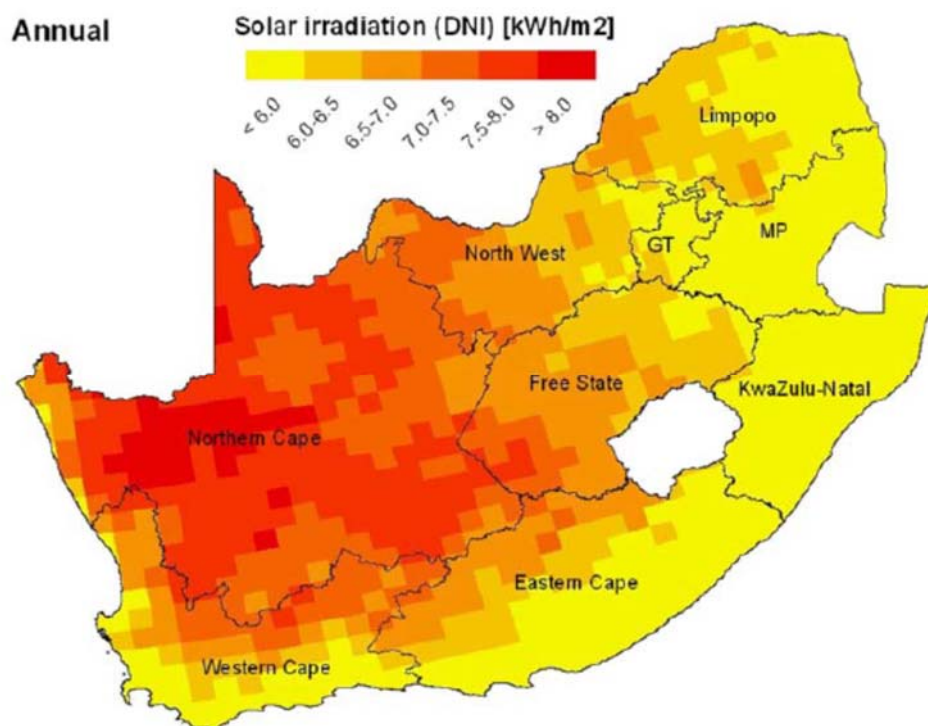 Annual
Solar irradiation (DNI) [kWh/m2]
< 6.0
6.0-6.5
6.5-7.0
7.0-7.5
7.5-8.0
> 8.0
Limpopo
North West
GT
MP
Free State
KwaZulu-Natal
Northern Cape
Eastern Cape
Western Cape